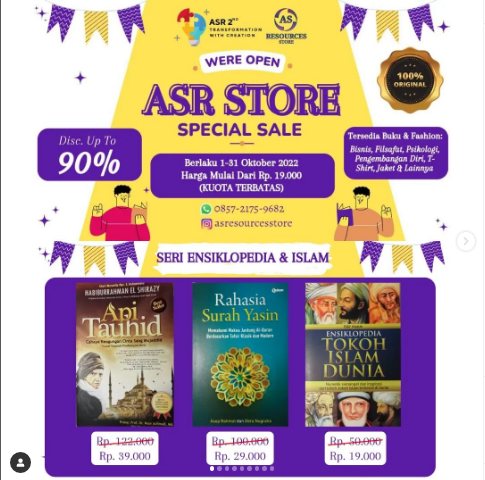 ASR 2ND
TRANSFORMATION
WITH CREATION
AS
RESOURCES
STORE
WERE OPEN
ASR STORE
SPECIAL SALE
100%
ORIGINAL
Disc. Up To
90%
Berlaku 1-31 Oktober 2022
Harga Mulai Dari Rp. 19.000
(KUOTA TERBATAS)
0857-2175-9682
asresourcesstore
Tersedia Buku & Fashion:
Bisnis, Filsafat, Psikologi,
Pengembangan Diri, T-
Shirt, Jaket & Lainnya
SERI ENSIKLOPEDIA & ISLAM
HABIBURRAHMAN EL SHIRAZY
Api
Tauhid
Rahasia
Surah Yasin
ENSIKLOPEDIA
TOKOH
ISLAM
DUNIA
Rp. 122.000
Rp. 39.000
Rp. 100.000
Rp. 29.000
Rp. 50.000
Rp. 19.000